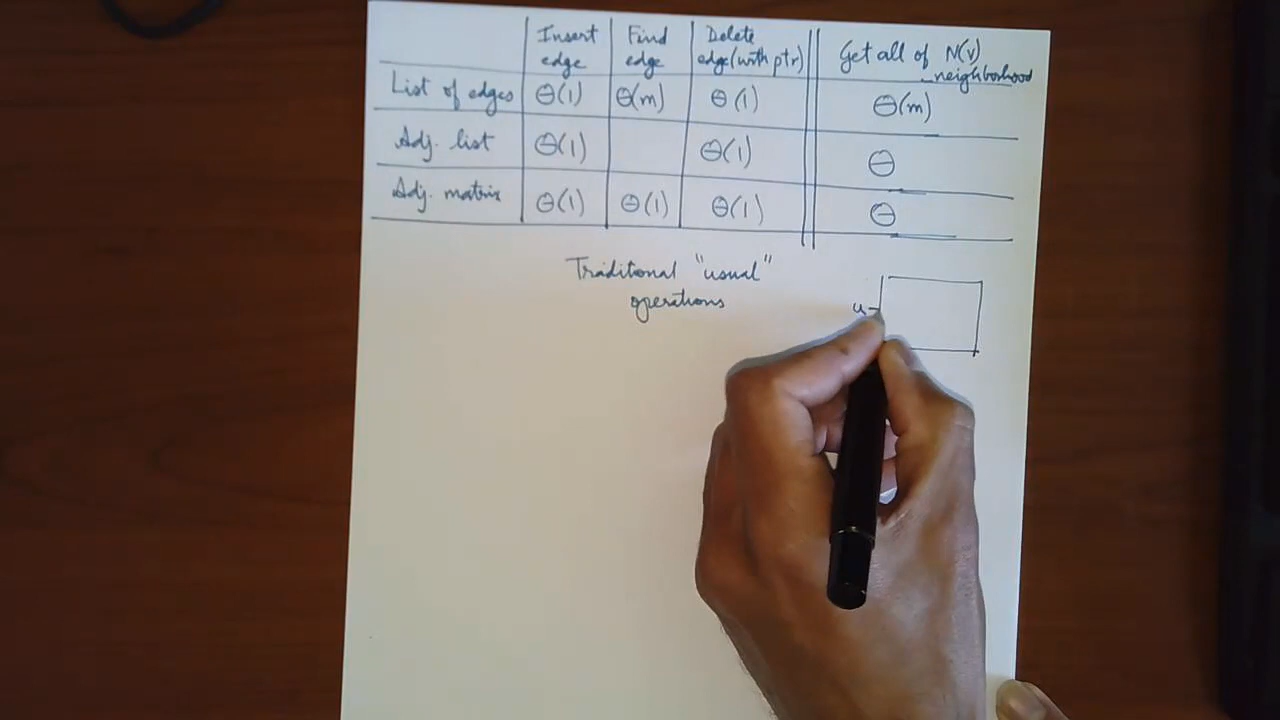 Insert edge | Find edge | Delete edge (with ptr) | Get all of N(v) neighborhood
List of edges | Θ(1) | Θ(m) | Θ(1) | Θ(m)
Adj. list | Θ(1) | | Θ(1) | Θ
Adj. matrix | Θ(1) | Θ(1) | Θ(1) | Θ
Traditional "usual"
operations
u